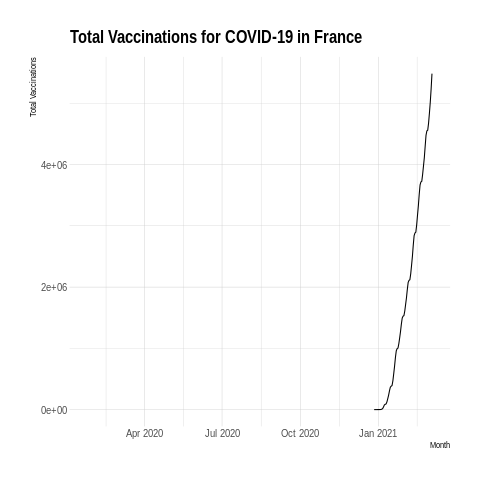 Total Vaccinations for COVID-19 in France
Total Vaccinations
4e+06
2e+06
0e+00
Apr 2020
Jul 2020
Oct 2020
Jan 2021
Month